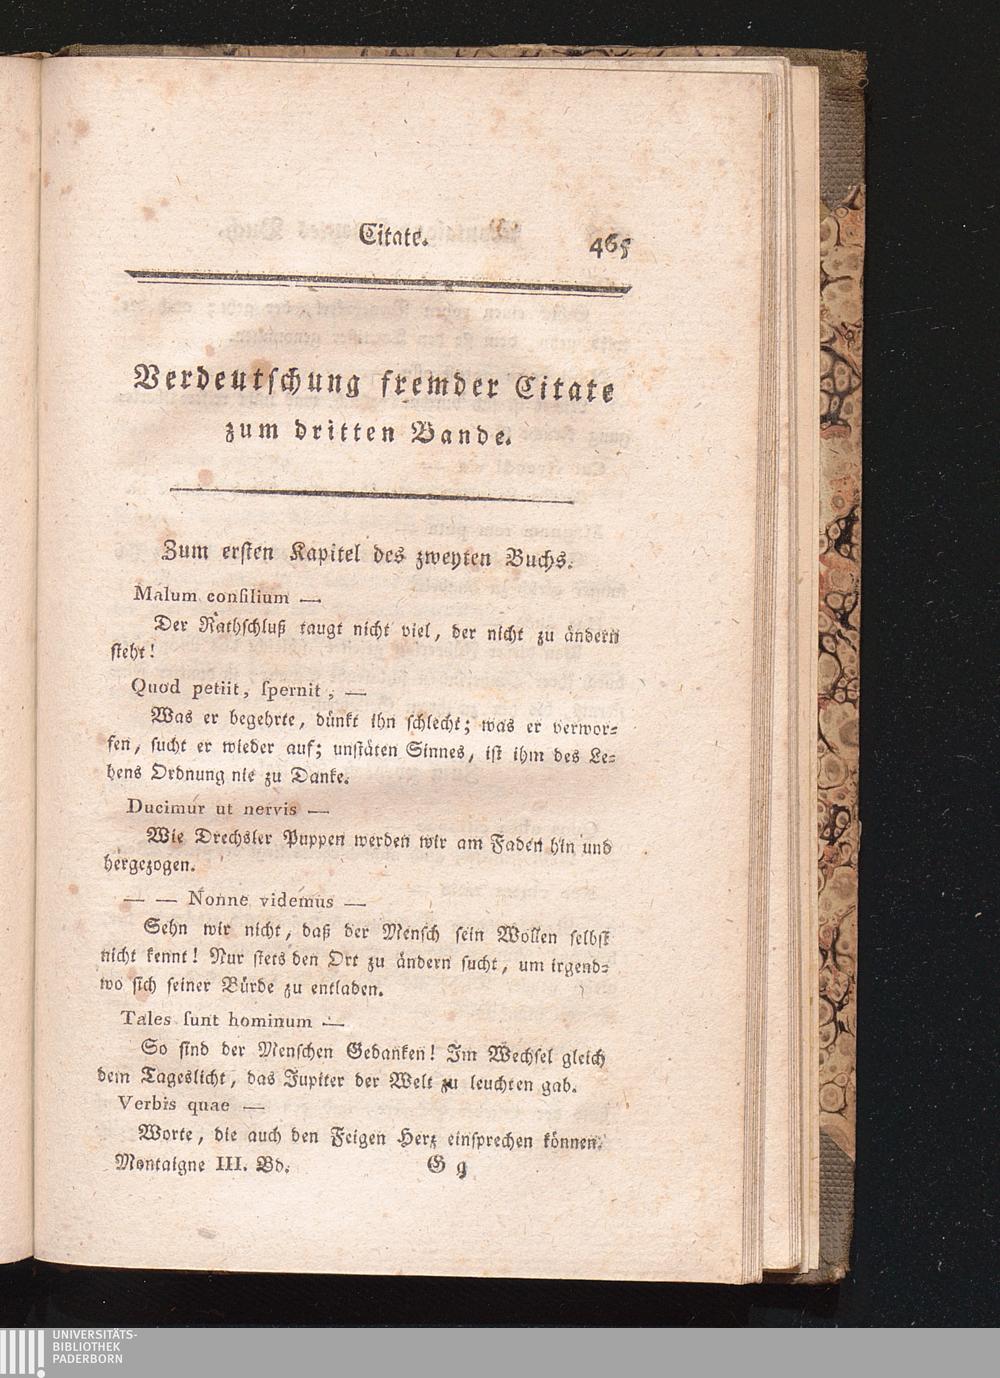 Citate.
465
Verdeutschung fremder Citate
zum dritten Bande.
Zum ersten Kapitel des zweyten Buchs.
Malum consilium —
Der Rathschluß taugt nicht viel, der nicht zu ändern
steht!
Quod petiit, spernit, —
Was er begehrte, dünkt ihn schlecht; was er verwor-
fen, sucht er wieder auf; unstäten Sinnes, ist ihm des Le-
bens Ordnung nie zu Danke.
Ducimur ut nervis —
Wie Drechsler Puppen werden wir am Faden hin und
hergezogen.
— — Nonne videmus —
Sehn wir nicht, daß der Mensch sein Wollen selbst
nicht kennt! Nur stets den Ort zu ändern sucht, um irgend-
wo sich seiner Bürde zu entladen.
Tales sunt hominum —
So sind der Menschen Gedanken! Im Wechsel gleich
dem Tageslicht, das Jupiter der Welt zu leuchten gab.
Verbis quae —
Worte, die auch den Feigen Herz einsprechen können.
Montaigne III. Bd.
G g
UNIVERSITÄTS-
BIBLIOTHEK
PADERBORN